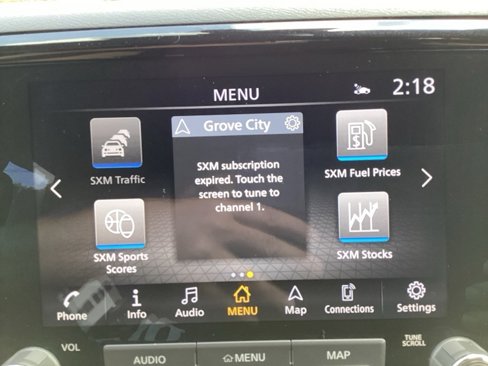 MENU
2:18
Grove City
SXM Traffic
SXM subscription
expired. Touch the
screen to tune to
channel 1.
$
SXM Fuel Prices
SXM Sports
Scores
SXM Stocks
Phone
Info
Audio
MENU
Map
Connections
Settings
VOL
AUDIO
MENU
MAP
TUNE
SCROLL